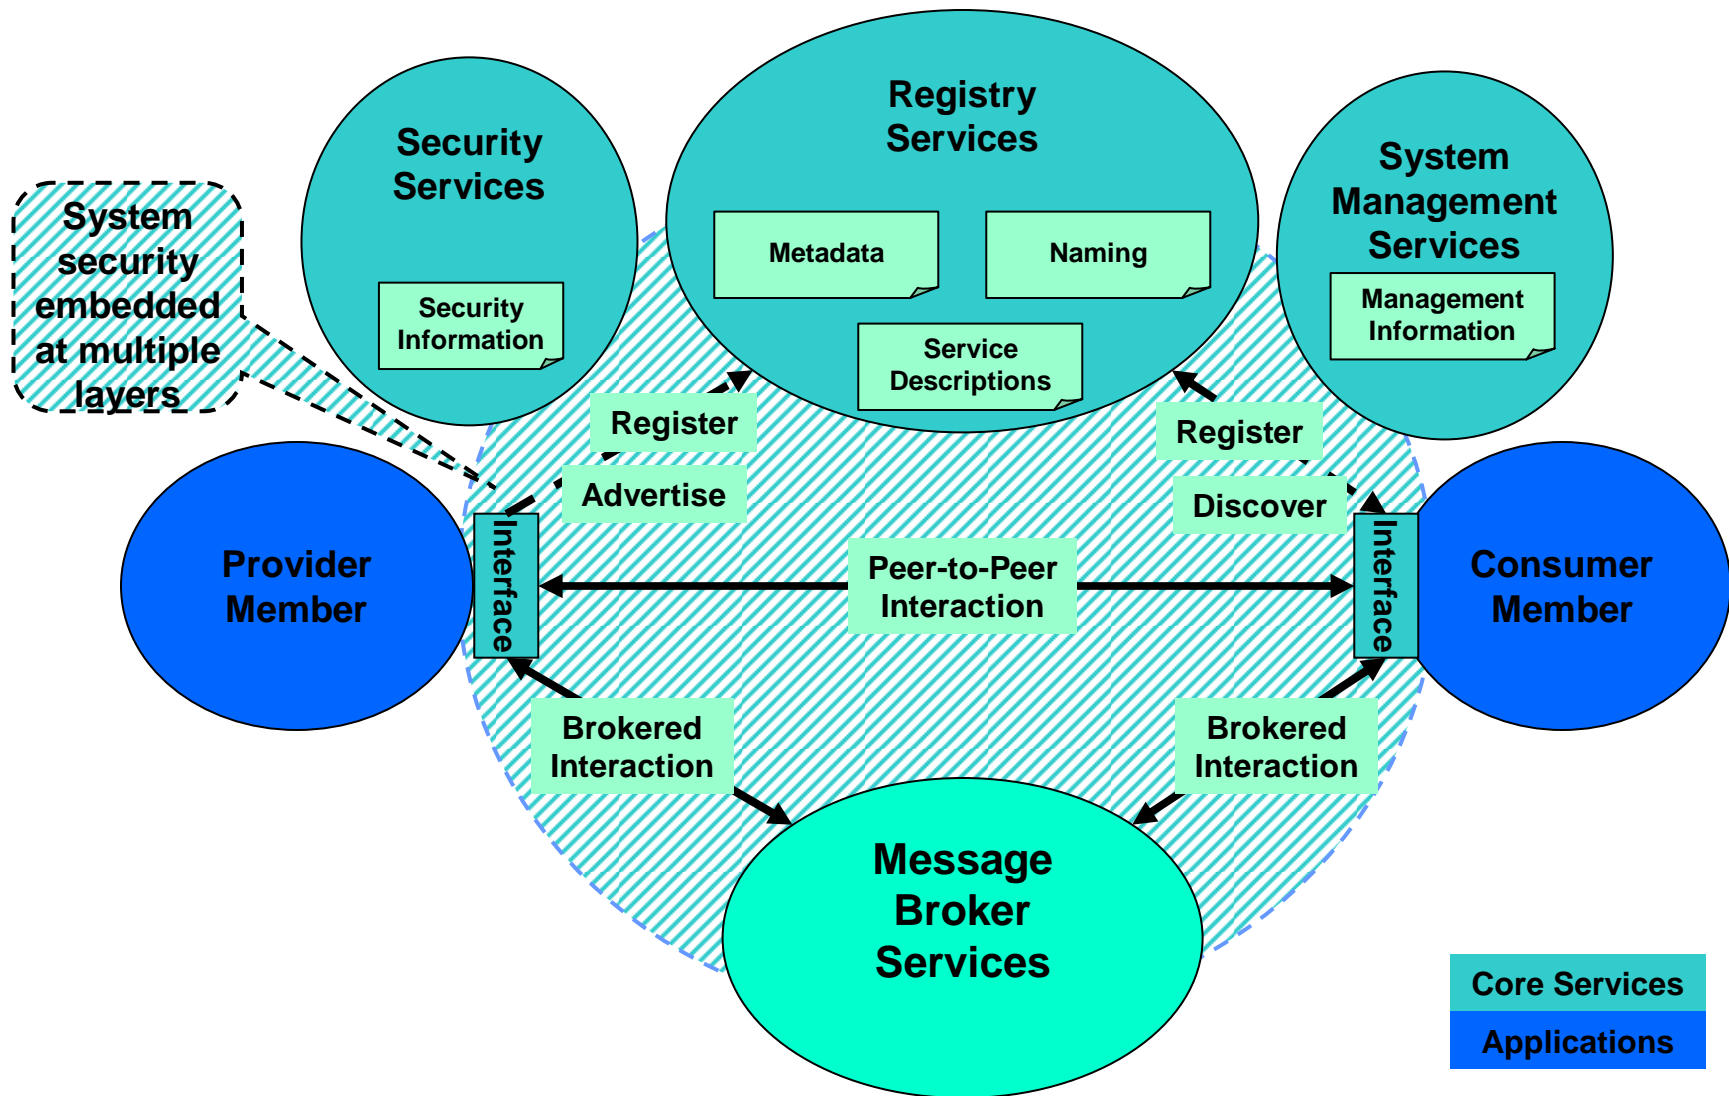 Registry
Services
Security
Services
System
Management
Services
System
security
embedded
at multiple
layers
Metadata
Naming
Security
Information
Management
Information
Service
Descriptions
Register
Advertise
Register
Discover
Provider
Member
Interface
Peer-to-Peer
Interaction
Interface
Consumer
Member
Brokered
Interaction
Brokered
Interaction
Message
Broker
Services
Core Services
Applications